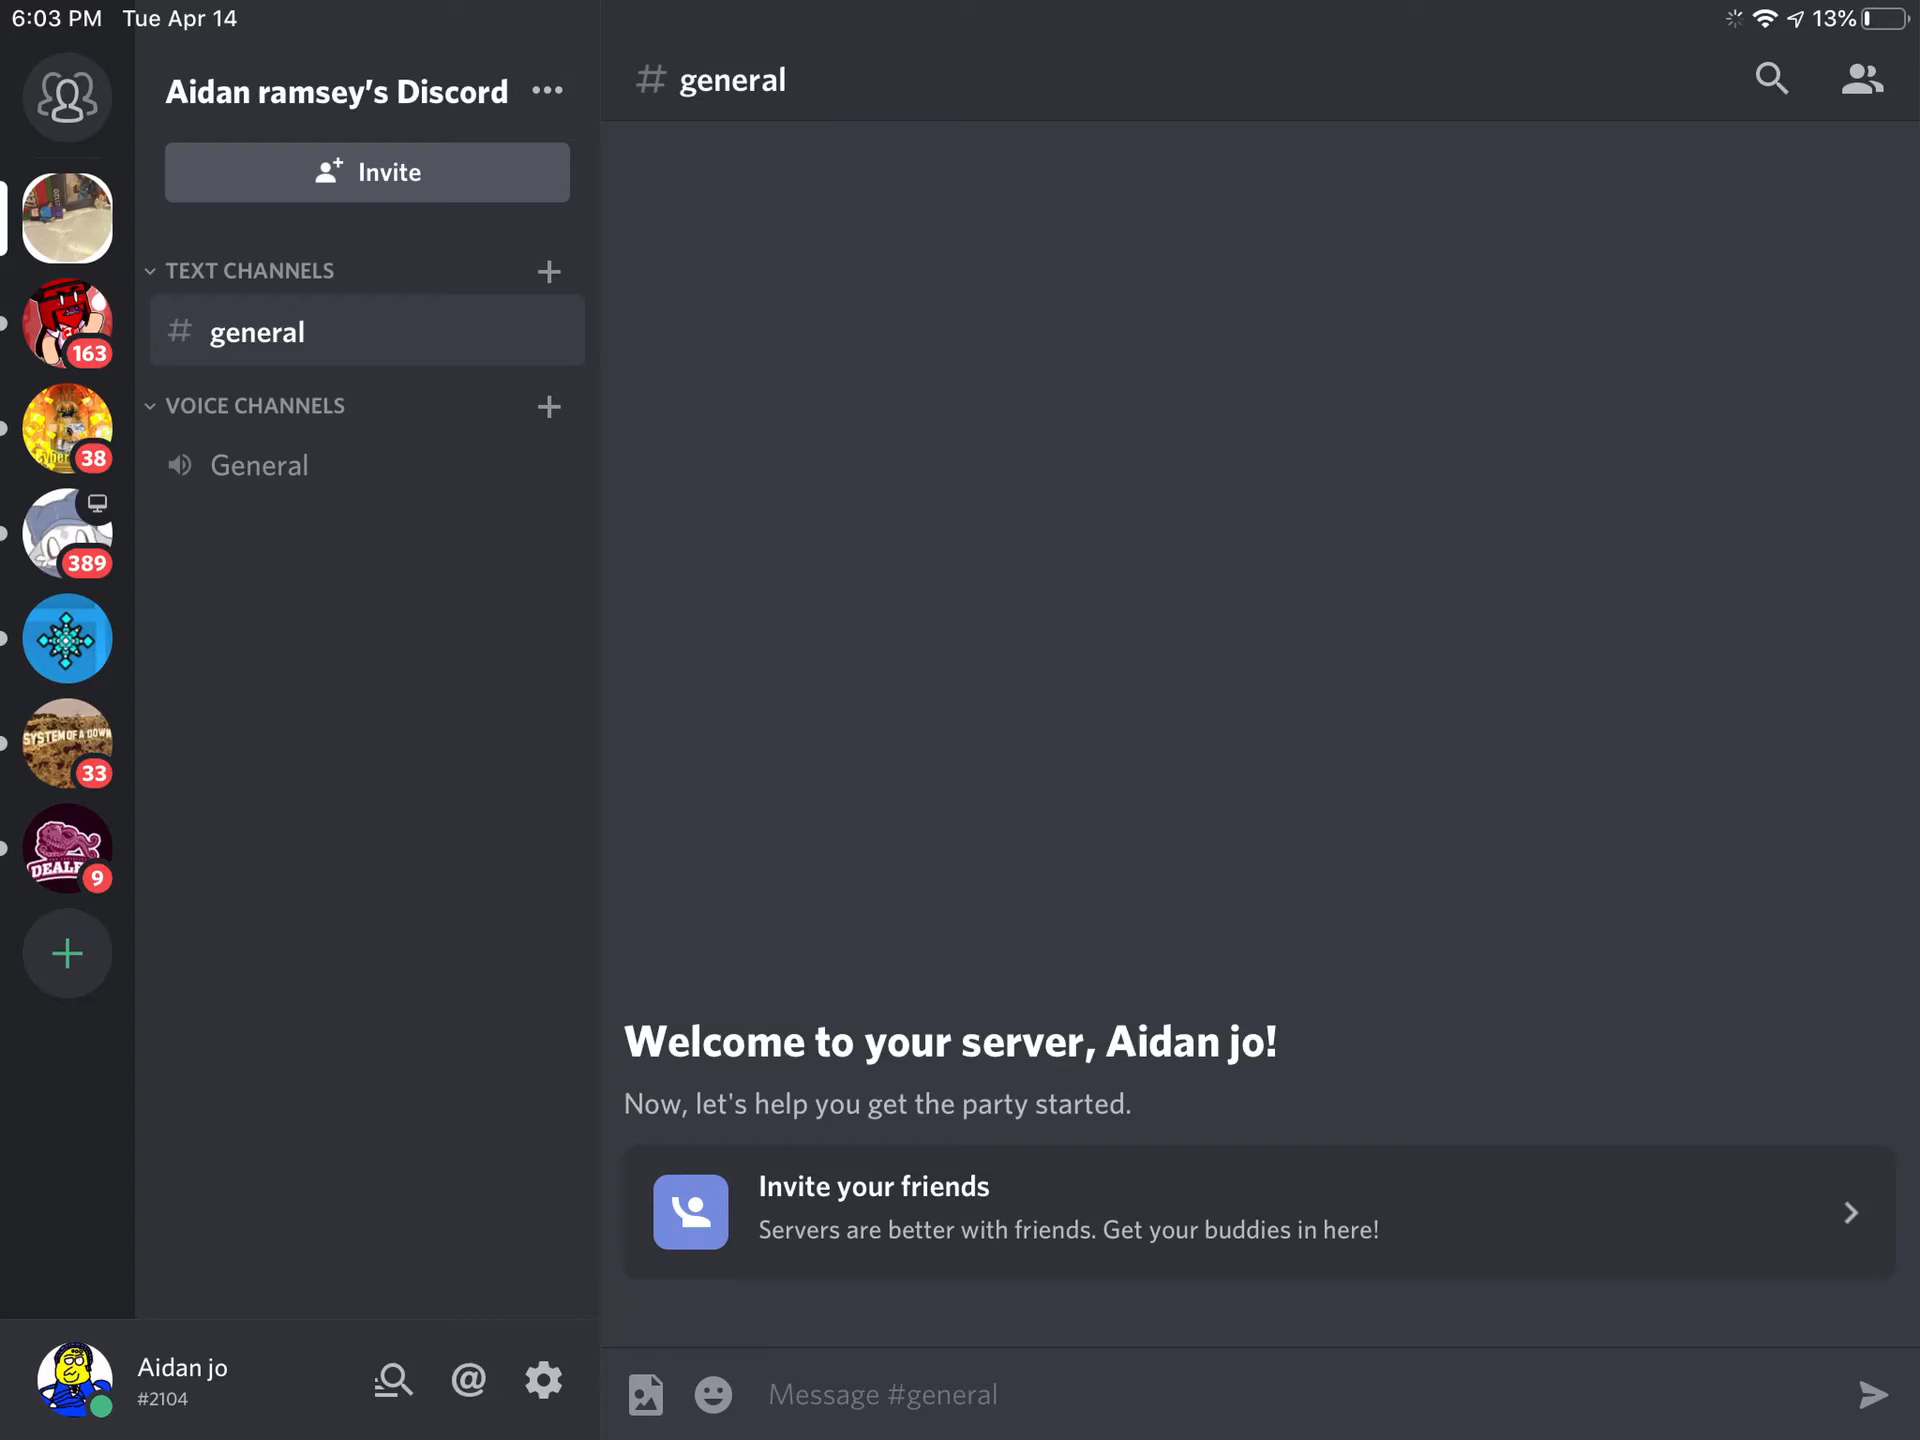 6:03 PM Tue Apr 14
13%
Aidan ramsey’s Discord
Invite
TEXT CHANNELS
# general
VOICE CHANNELS
General
163
38
389
SYSTEM OF A DOWN
33
9
Aidan jo
#2104
@
# general
Welcome to your server, Aidan jo!
Now, let's help you get the party started.
Invite your friends
Servers are better with friends. Get your buddies in here!
Message #general